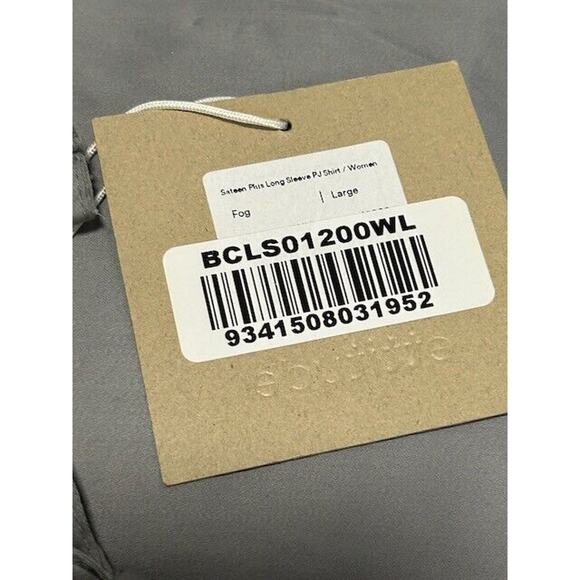 Sateen Plus Long Sleeve PJ Shirt / Women
Fog | Large
BCLS01200WL
9341508031952